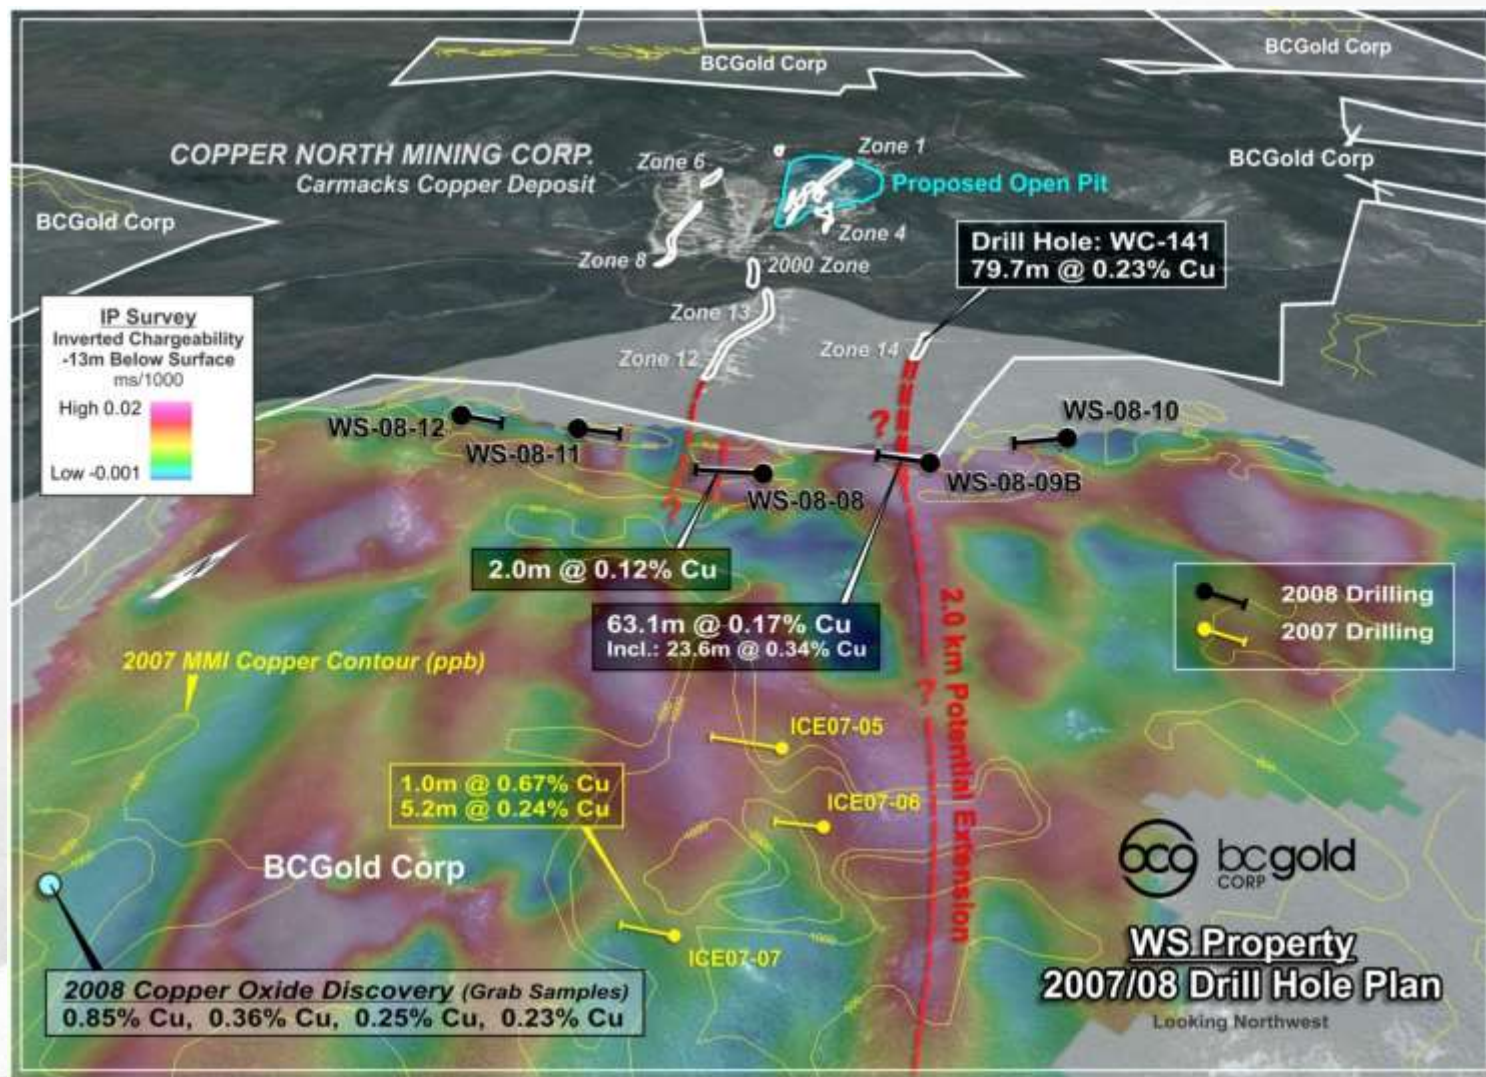 BCGold Corp
BCGold Corp
COPPER NORTH MINING CORP.
Carmacks Copper Deposit
Zone 6
Zone 1
Proposed Open Pit
BCGold Corp
BCGold Corp
Zone 4
Zone 8
2000 Zone
Drill Hole: WC-141
79.7m @ 0.23% Cu
Zone 13
Zone 12
Zone 14
IP Survey
Inverted Chargeability
-13m Below Surface
ms/1000
High 0.02
Low -0.001
WS-08-12
WS-08-11
WS-08-08
?
?
WS-08-09B
WS-08-10
2.0m @ 0.12% Cu
63.1m @ 0.17% Cu
Incl.: 23.6m @ 0.34% Cu
2008 Drilling
2007 Drilling
2007 MMI Copper Contour (ppb)
2.0 km Potential Extension
?
ICE07-05
1.0m @ 0.67% Cu
5.2m @ 0.24% Cu
ICE07-06
BCGold Corp
ICE07-07
2008 Copper Oxide Discovery (Grab Samples)
0.85% Cu, 0.36% Cu, 0.25% Cu, 0.23% Cu
bcg bcgold
CORP
WS Property
2007/08 Drill Hole Plan
Looking Northwest